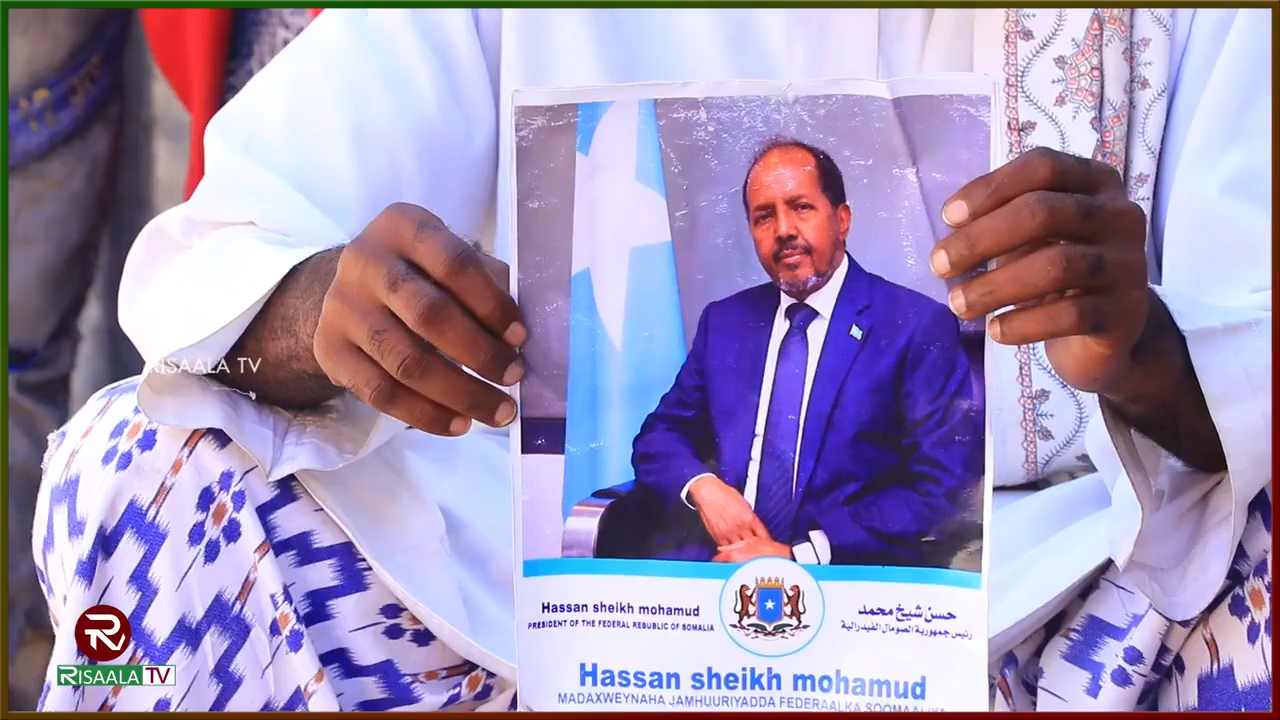 RISAALA TV
Hassan sheikh mohamud
PRESIDENT OF THE FEDERAL REPUBLIC OF SOMALIA
حسن شيخ محمد
رئيس جمهورية الصومال الفيدرالية
Hassan sheikh mohamud
MADAXWEYNAHA JAMHUURIYADDA FEDERAALKA SOOMAALIYA
R
RISAALA TV